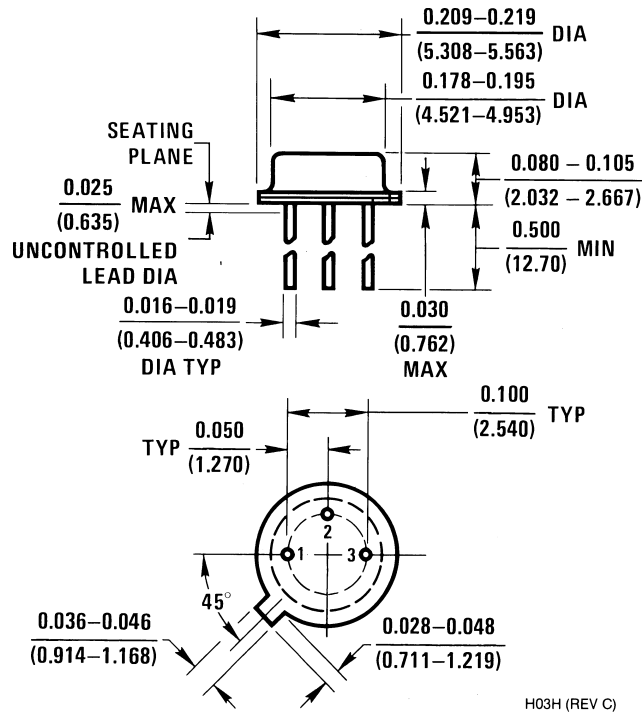 0.209–0.219
(5.308–5.563)
DIA
0.178–0.195
(4.521–4.953)
DIA
SEATING
PLANE
0.025
(0.635)
MAX
0.080 – 0.105
(2.032 – 2.667)
UNCONTROLLED
LEAD DIA
0.500
(12.70)
MIN
0.016–0.019
(0.406–0.483)
DIA TYP
0.030
(0.762)
MAX
0.100
(2.540)
TYP
TYP
0.050
(1.270)
2
1
3
45°
0.036–0.046
(0.914–1.168)
0.028–0.048
(0.711–1.219)
H03H (REV C)